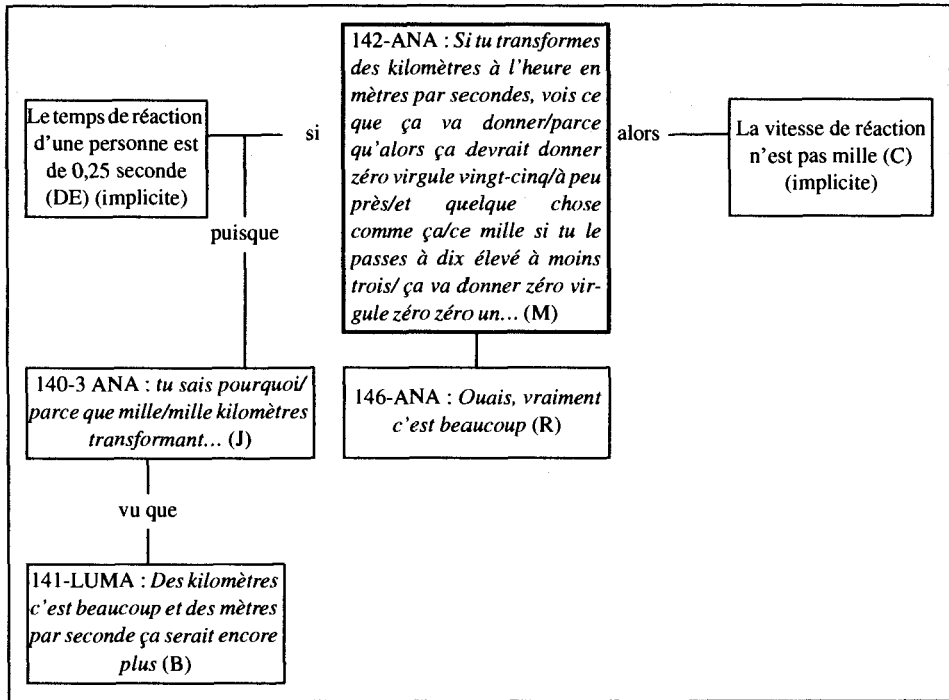 142-ANA : Si tu transformes
des kilomètres à l'heure en
mètres par secondes, vois ce
que ça va donner/parce
qu'alors ça devrait donner
zéro virgule vingt-cinq/à peu
près/et quelque chose
comme ça/ce mille si tu le
passes à dix élevé à moins
trois/ ça va donner zéro vir-
gule zéro zéro un... (M)
Le temps de réaction
d'une personne est
de 0,25 seconde
(DE) (implicite)
si
alors
La vitesse de réaction
n'est pas mille (C)
(implicite)
puisque
140-3 ANA : tu sais pourquoi/
parce que mille/mille kilomètres
transformant... (J)
146-ANA : Ouais, vraiment
c'est beaucoup (R)
vu que
141-LUMA : Des kilomètres
c'est beaucoup et des mètres
par seconde ça serait encore
plus (B)